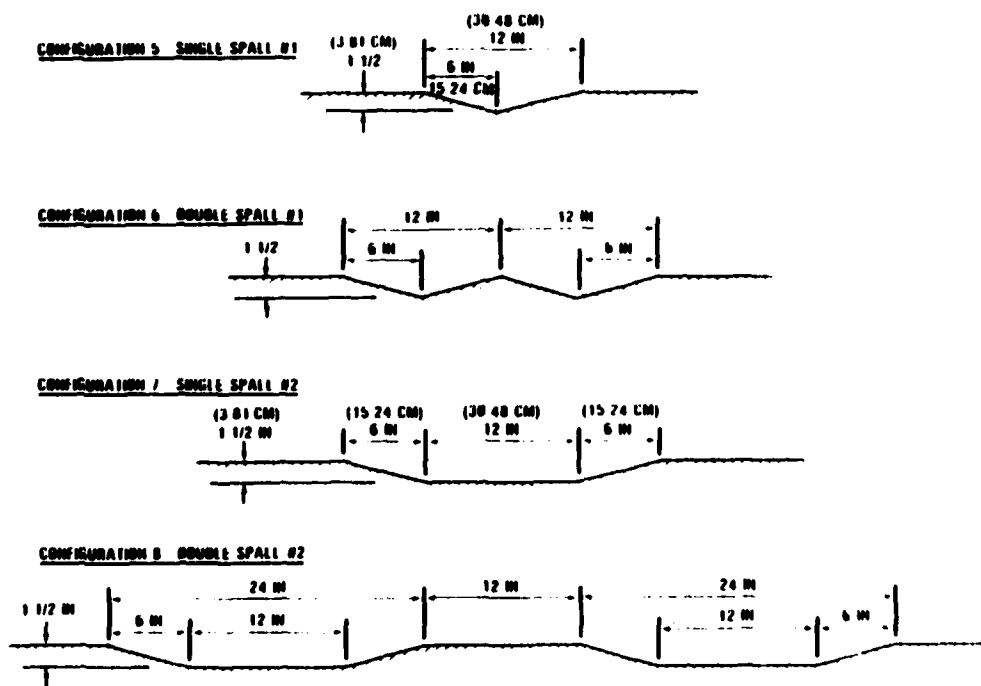 (30 48 CM)
CONFIGURATION 5 SINGLE SPALL #1
(3 81 CM)
12 IN
1 1/2
6 IN
15 24 CM
CONFIGURATION 6 DOUBLE SPALL #1
12 IN 12 IN
1 1/2
6 IN 6 IN
CONFIGURATION 7 SINGLE SPALL #2
(3 81 CM) (15 24 CM) (30 48 CM) (15 24 CM)
1 1/2 IN 6 IN 12 IN 6 IN
CONFIGURATION 8 DOUBLE SPALL #2
24 IN 12 IN 24 IN
1 1/2 IN 6 IN 12 IN 12 IN 6 IN